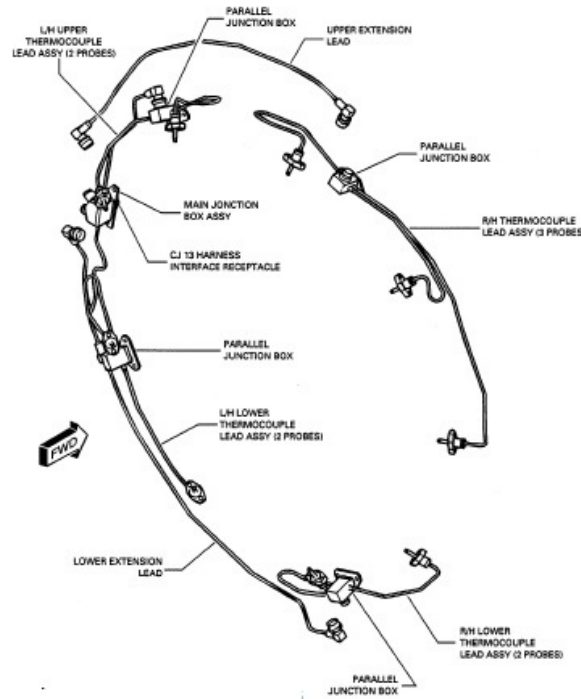 PARALLEL
JUNCTION BOX
L/H UPPER
THERMOCOUPLE
LEAD ASSY (2 PROBES)
UPPER EXTENSION
LEAD
PARALLEL
JUNCTION BOX
MAIN JONCTION
BOX ASSY
R/H THERMOCOUPLE
LEAD ASSY (3 PROBES
CJ 13 HARNESS
INTERFACE RECEPTACLE
PARALLEL
JUNCTION BOX
L/H LOWER
THERMOCOUPLE
LEAD ASSY (2 PROBES)
FWD
LOWER EXTENSION
LEAD
R/H LOWER
THERMOCOUPLE
LEAD ASSY (2 PROBES)
PARALLEL
JUNCTION BOX